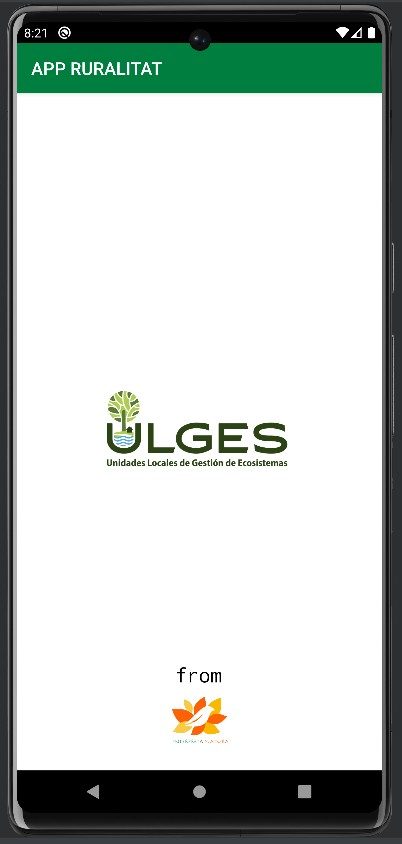 8:21
APP RURALITAT
ULGES
Unidades Locales de Gestión de Ecosistemas
from